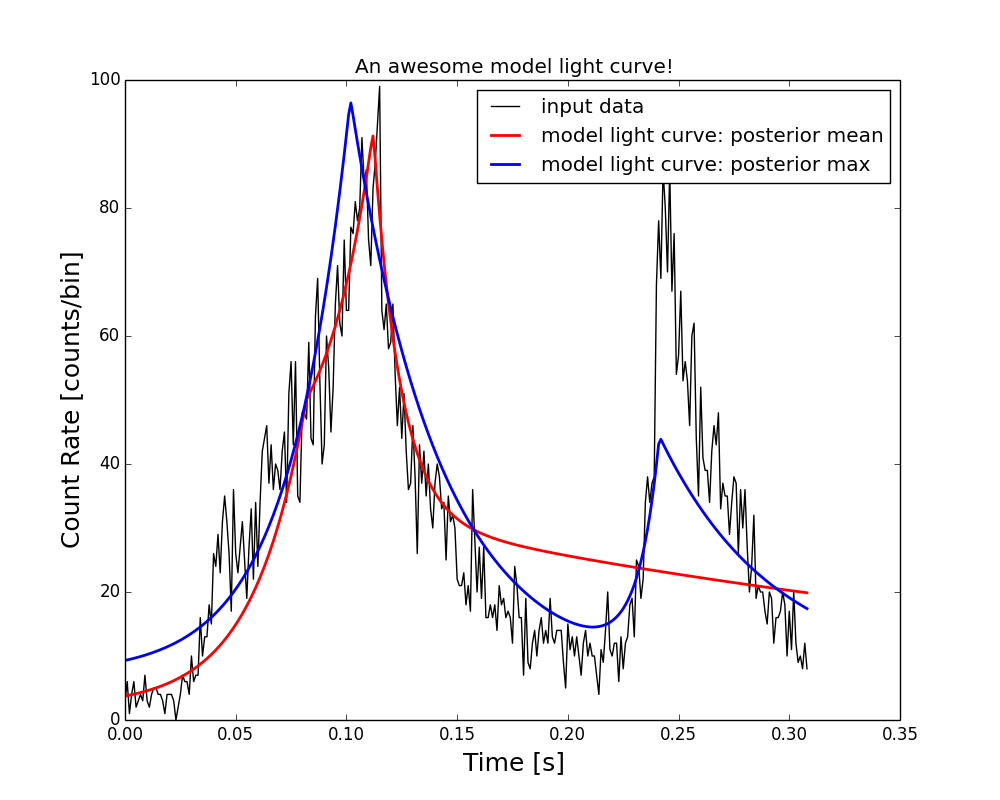 An awesome model light curve!
input data
model light curve: posterior mean
model light curve: posterior max
Count Rate [counts/bin]
100
80
60
40
20
0
0.00 0.05 0.10 0.15 0.20 0.25 0.30 0.35
Time [s]